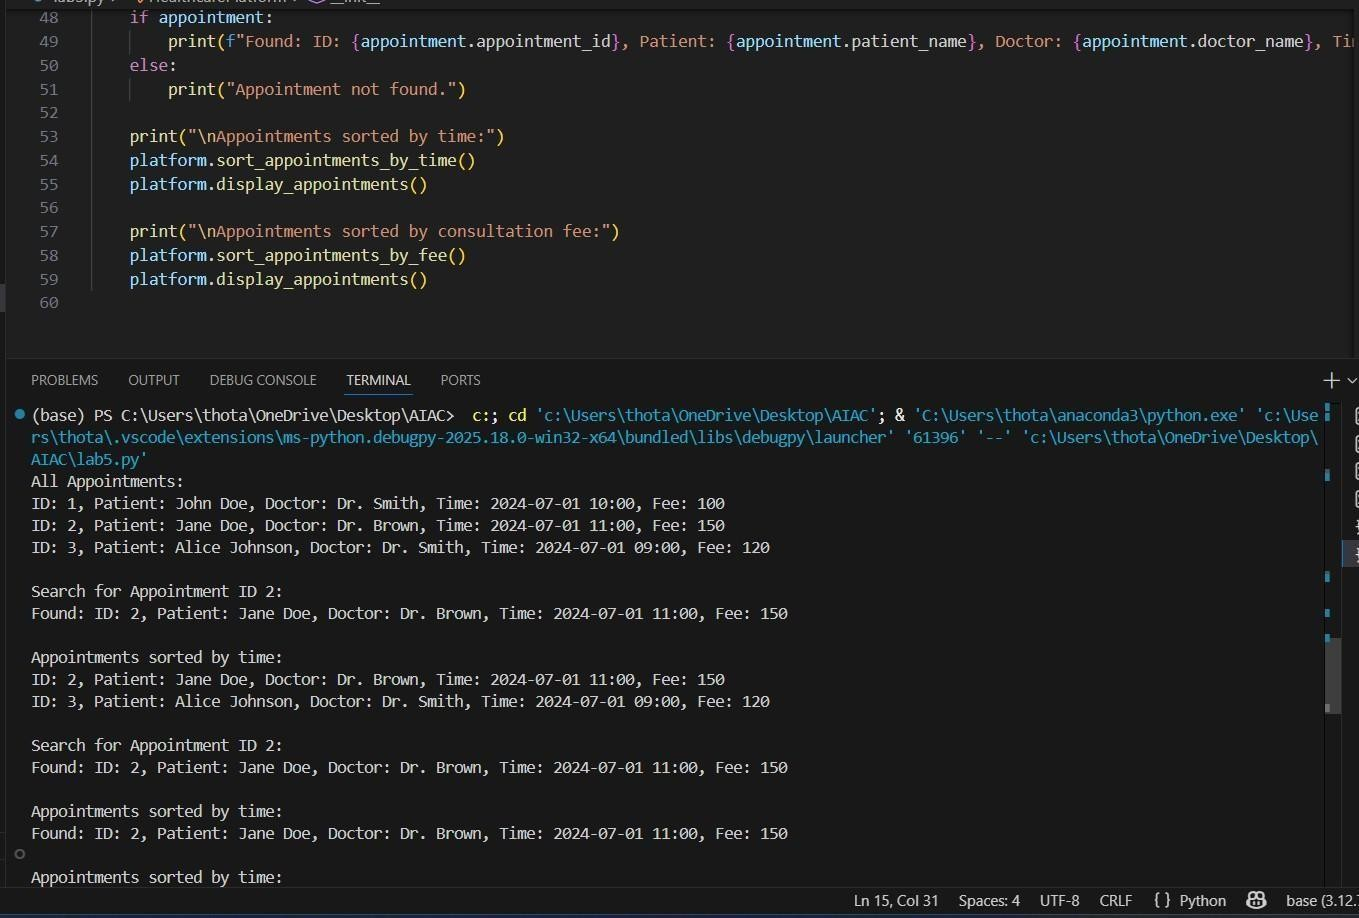 48 if appointment:
49 print(f"Found: ID: {appointment.appointment_id}, Patient: {appointment.patient_name}, Doctor: {appointment.doctor_name},
50 else:
51 print("Appointment not found.")
52
53 print("\nAppointments sorted by time:")
54 platform.sort_appointments_by_time()
55 platform.display_appointments()
56
57 print("\nAppointments sorted by consultation fee:")
58 platform.sort_appointments_by_fee()
59 platform.display_appointments()
60
PROBLEMS OUTPUT DEBUG CONSOLE TERMINAL PORTS
(base) PS C:\Users\thota\OneDrive\Desktop\AIAC> c:; cd 'c:\Users\thota\OneDrive\Desktop\AIAC'; & 'C:\Users\thota\anaconda3\python.exe' 'c:\Use
rs\thota\.vscode\extensions\ms-python.debugpy-2025.18.0-win32-x64\bundled\libs\debugpy\launcher' '61396' '--' 'c:\Users\thota\OneDrive\Desktop\
AIAC\lab5.py'
All Appointments:
ID: 1, Patient: John Doe, Doctor: Dr. Smith, Time: 2024-07-01 10:00, Fee: 100
ID: 2, Patient: Jane Doe, Doctor: Dr. Brown, Time: 2024-07-01 11:00, Fee: 150
ID: 3, Patient: Alice Johnson, Doctor: Dr. Smith, Time: 2024-07-01 09:00, Fee: 120
Search for Appointment ID 2:
Found: ID: 2, Patient: Jane Doe, Doctor: Dr. Brown, Time: 2024-07-01 11:00, Fee: 150
Appointments sorted by time:
ID: 2, Patient: Jane Doe, Doctor: Dr. Brown, Time: 2024-07-01 11:00, Fee: 150
ID: 3, Patient: Alice Johnson, Doctor: Dr. Smith, Time: 2024-07-01 09:00, Fee: 120
Search for Appointment ID 2:
Found: ID: 2, Patient: Jane Doe, Doctor: Dr. Brown, Time: 2024-07-01 11:00, Fee: 150
Appointments sorted by time:
Found: ID: 2, Patient: Jane Doe, Doctor: Dr. Brown, Time: 2024-07-01 11:00, Fee: 150
Appointments sorted by time:
Ln 15, Col 31 Spaces: 4 UTF-8 CRLF {} Python base (3.12.